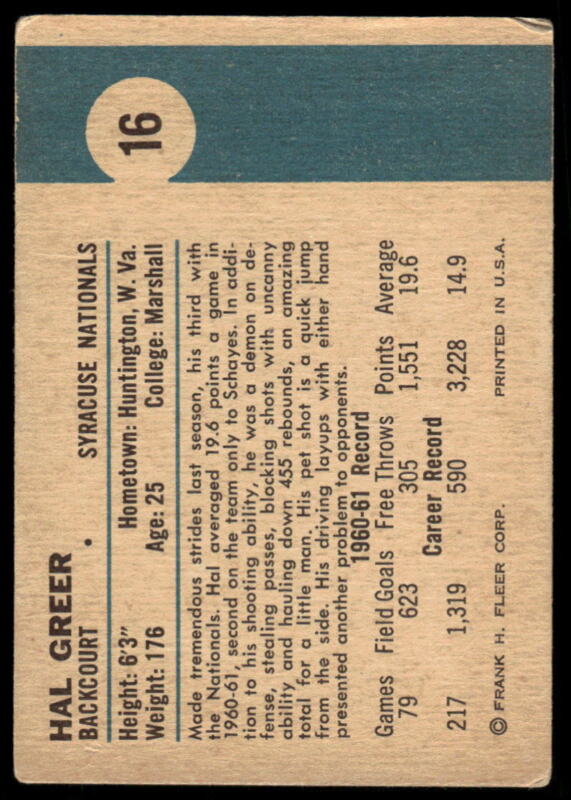 16
HAL GREER
BACKCOURT • SYRACUSE NATIONALS
Height: 6'3" Hometown: Huntington, W. Va.
Weight: 176 Age: 25 College: Marshall
Made tremendous strides last season, his third with
the Nationals. Hal averaged 19.6 points a game in
1960-61, second on the team only to Schayes. In addi-
tion to his shooting ability, he was a demon on de-
fense, stealing passes, blocking shots with uncanny
ability and hauling down 455 rebounds, an amazing
total for a little man. His pet shot is a quick jump
from the side. His driving layups with either hand
presented another problem to opponents.
1960-61 Record
Games Field Goals Free Throws Points Average
79 623 305 1,551 19.6
Career Record
217 1,319 590 3,228 14.9
© FRANK H. FLEER CORP. PRINTED IN U.S.A.